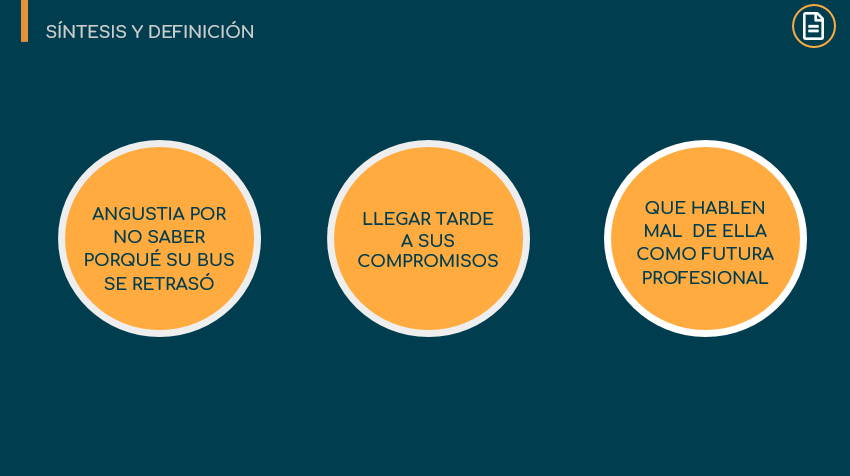 SÍNTESIS Y DEFINICIÓN
ANGUSTIA POR
NO SABER
PORQUÉ SU BUS
SE RETRASÓ
LLEGAR TARDE
A SUS
COMPROMISOS
QUE HABLEN
MAL  DE ELLA
COMO FUTURA
PROFESIONAL